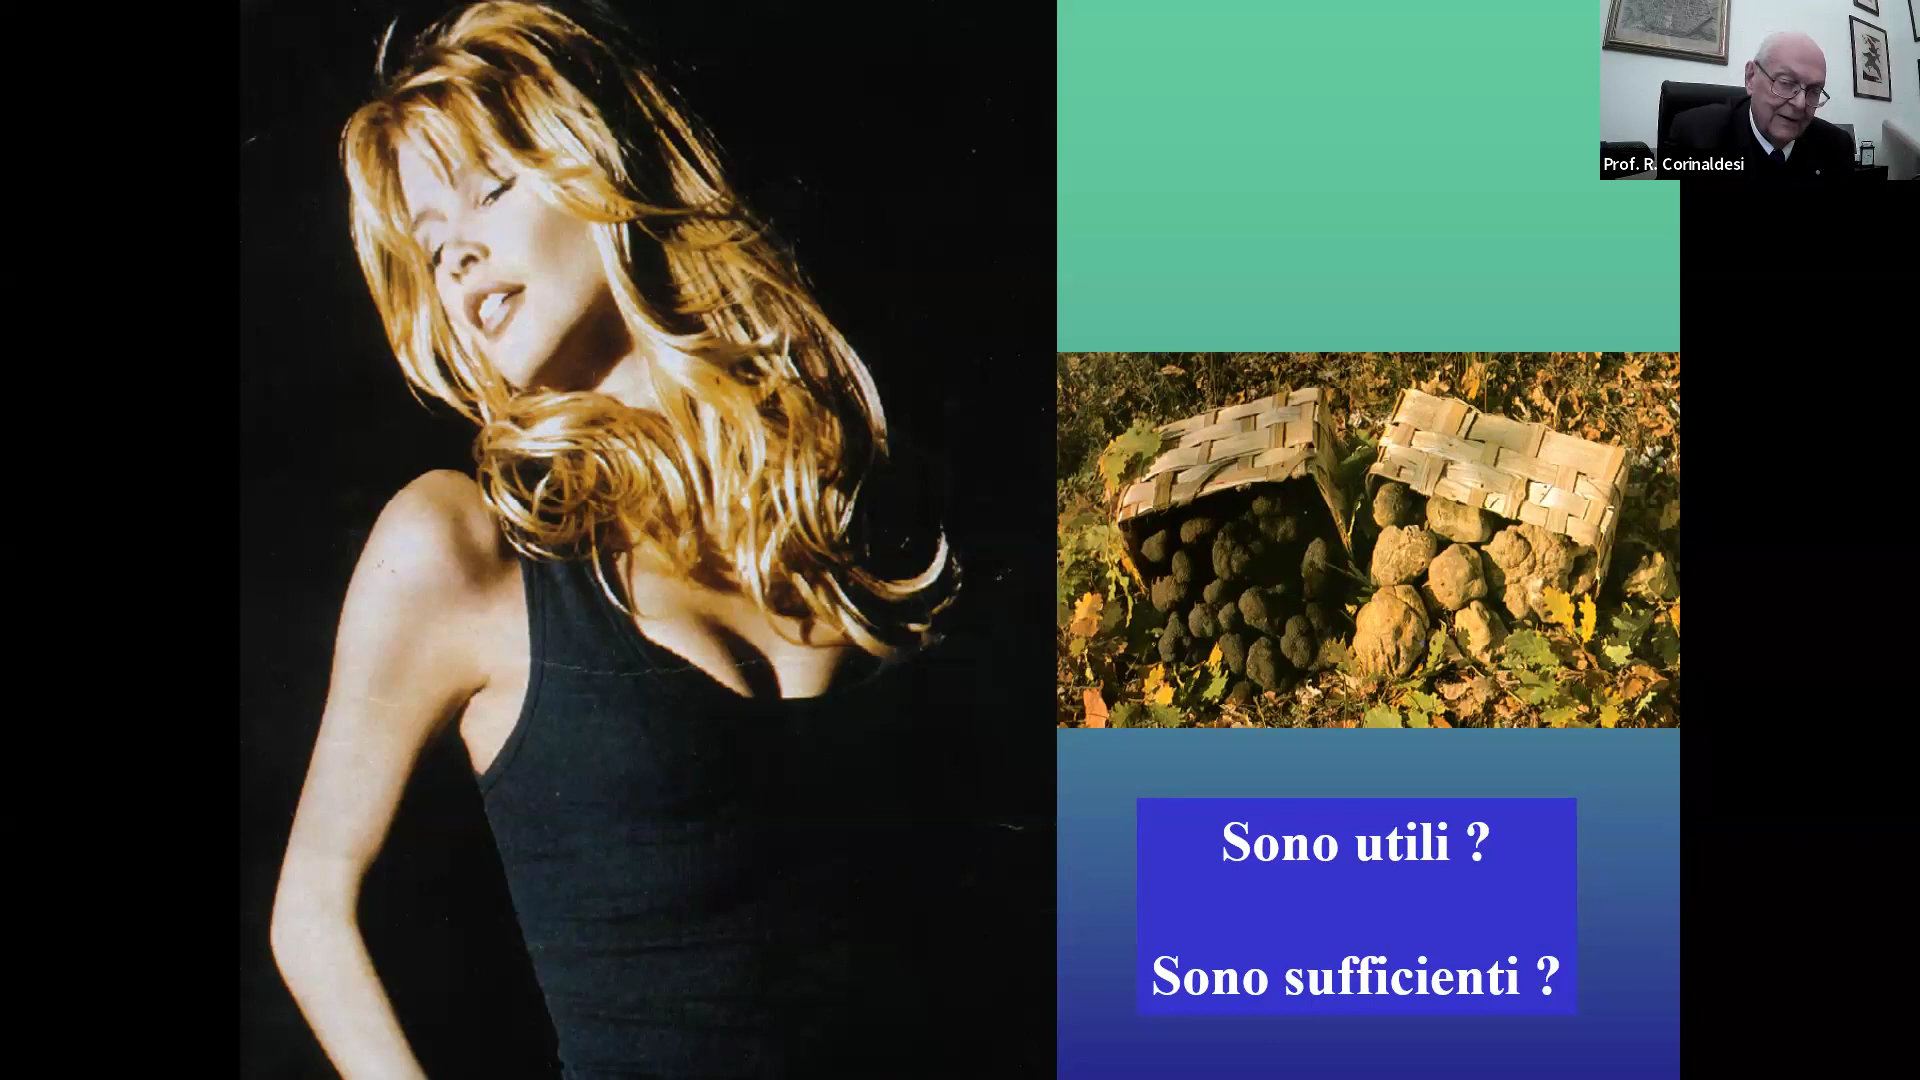 Prof. R. Corinaldesi
Sono utili ?
Sono sufficienti ?